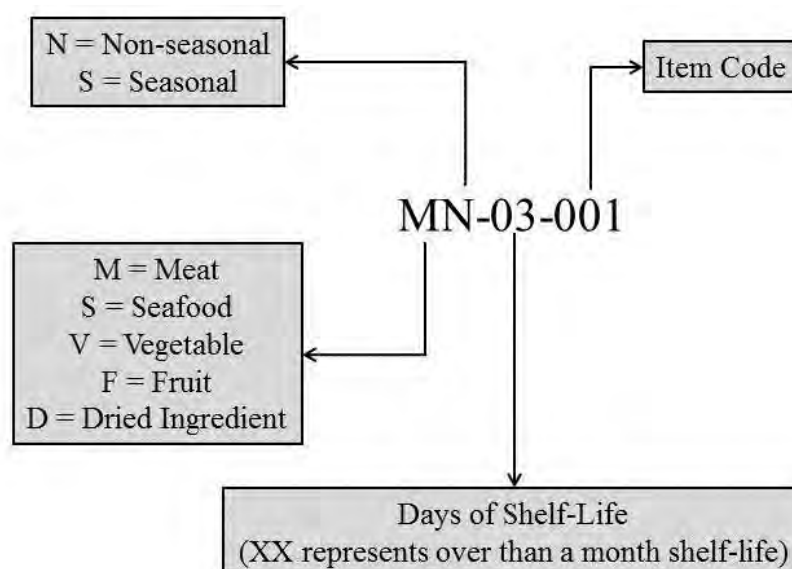 N = Non-seasonal
S = Seasonal
Item Code
MN-03-001
M = Meat
S = Seafood
V = Vegetable
F = Fruit
D = Dried Ingredient
Days of Shelf-Life
(XX represents over than a month shelf-life)